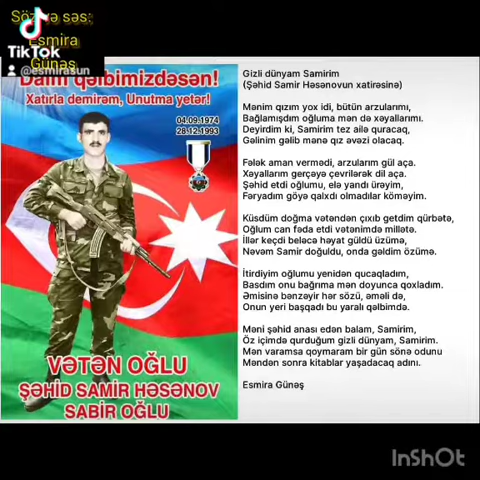 Söz və səs:
Esmira
Günəş
TikTok
@esmirasun
Daim qəlbimizdəsən!
Xatırla demirəm, Unutma yetər!
04.09.1974
28.12.1993
VƏTƏN OĞLU
ŞƏHİD SAMİR HƏSƏNOV
SABİR OĞLU
Gizli dünyam Samirim
(Şəhid Samir Həsənovun xatirəsinə)
Mənim qızım yox idi, bütün arzularımı,
Bağlamışdım oğluma mən də xəyallarımı.
Deyirdim ki, Samirim tez ailə quracaq,
Gəlinim gəlib mənə qız əvəzi olacaq.
Fələk aman vermədi, arzularım gül aça.
Xəyallarım gerçəyə çevrilərək dil aça.
Şəhid etdi oğlumu, elə yandı ürəyim,
Fəryadım göyə qalxdı olmadılar köməyim.
Küsdüm doğma vətəndən çıxıb getdim qürbətə,
Oğlum can fəda etdi vətənimdə millətə.
İllər keçdi beləcə həyat güldü üzümə,
Nəvəm Samir doğuldu, onda gəldim özümə.
İtirdiyim oğlumu yenidən qucaqladım,
Basdım onu bağrıma mən doyunca qoxladım.
Əmisinə bənzəyir hər sözü, əməli də,
Onun yeri başqadı bu yaralı qəlbimdə.
Məni şəhid anası edən balam, Samirim,
Öz içimdə qurduğum gizli dünyam, Samirim.
Mən varamsa qoymaram bir gün sönə odunu
Məndən sonra kitablar yaşadacaq adını.
Esmira Günəş
InShOt